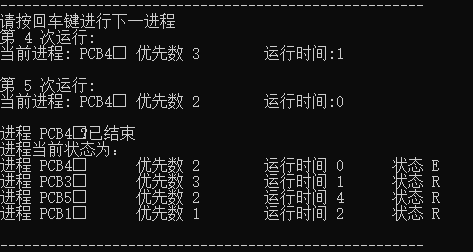 --------------------------------------------------------
请按回车键进行下一进程
第 4 次运行:
当前进程: PCB4□ 优先数 3 运行时间:1
第 5 次运行:
当前进程: PCB4□ 优先数 2 运行时间:0
进程 PCB4□已结束
进程当前状态为:
进程 PCB4□ 优先数 2 运行时间 0 状态 E
进程 PCB3□ 优先数 3 运行时间 1 状态 R
进程 PCB5□ 优先数 2 运行时间 4 状态 R
进程 PCB1□ 优先数 1 运行时间 2 状态 R
--------------------------------------------------------